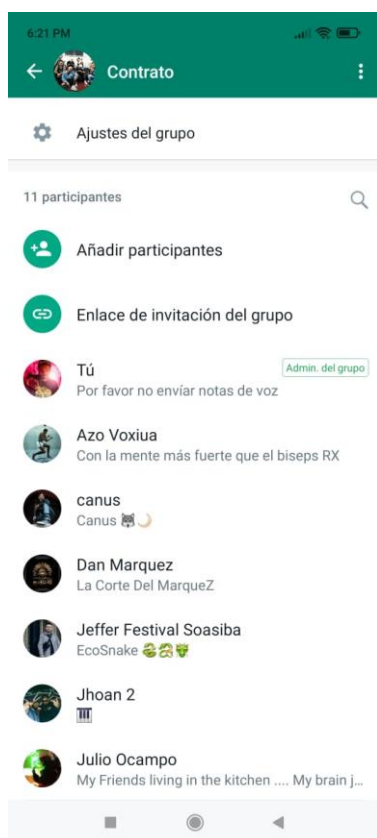 6:21 PM
Contrato
Ajustes del grupo
11 participantes
Añadir participantes
Enlace de invitación del grupo
Tú
Admin. del grupo
Por favor no envíar notas de voz
Azo Voxiua
Con la mente más fuerte que el biseps RX
canus
Canus 🐺🌙
Dan Marquez
La Corte Del MarqueZ
Jeffer Festival Soasiba
EcoSnake 🐍🐉🐲
Jhoan 2
🎹
Julio Ocampo
My Friends living in the kitchen .... My brain j...